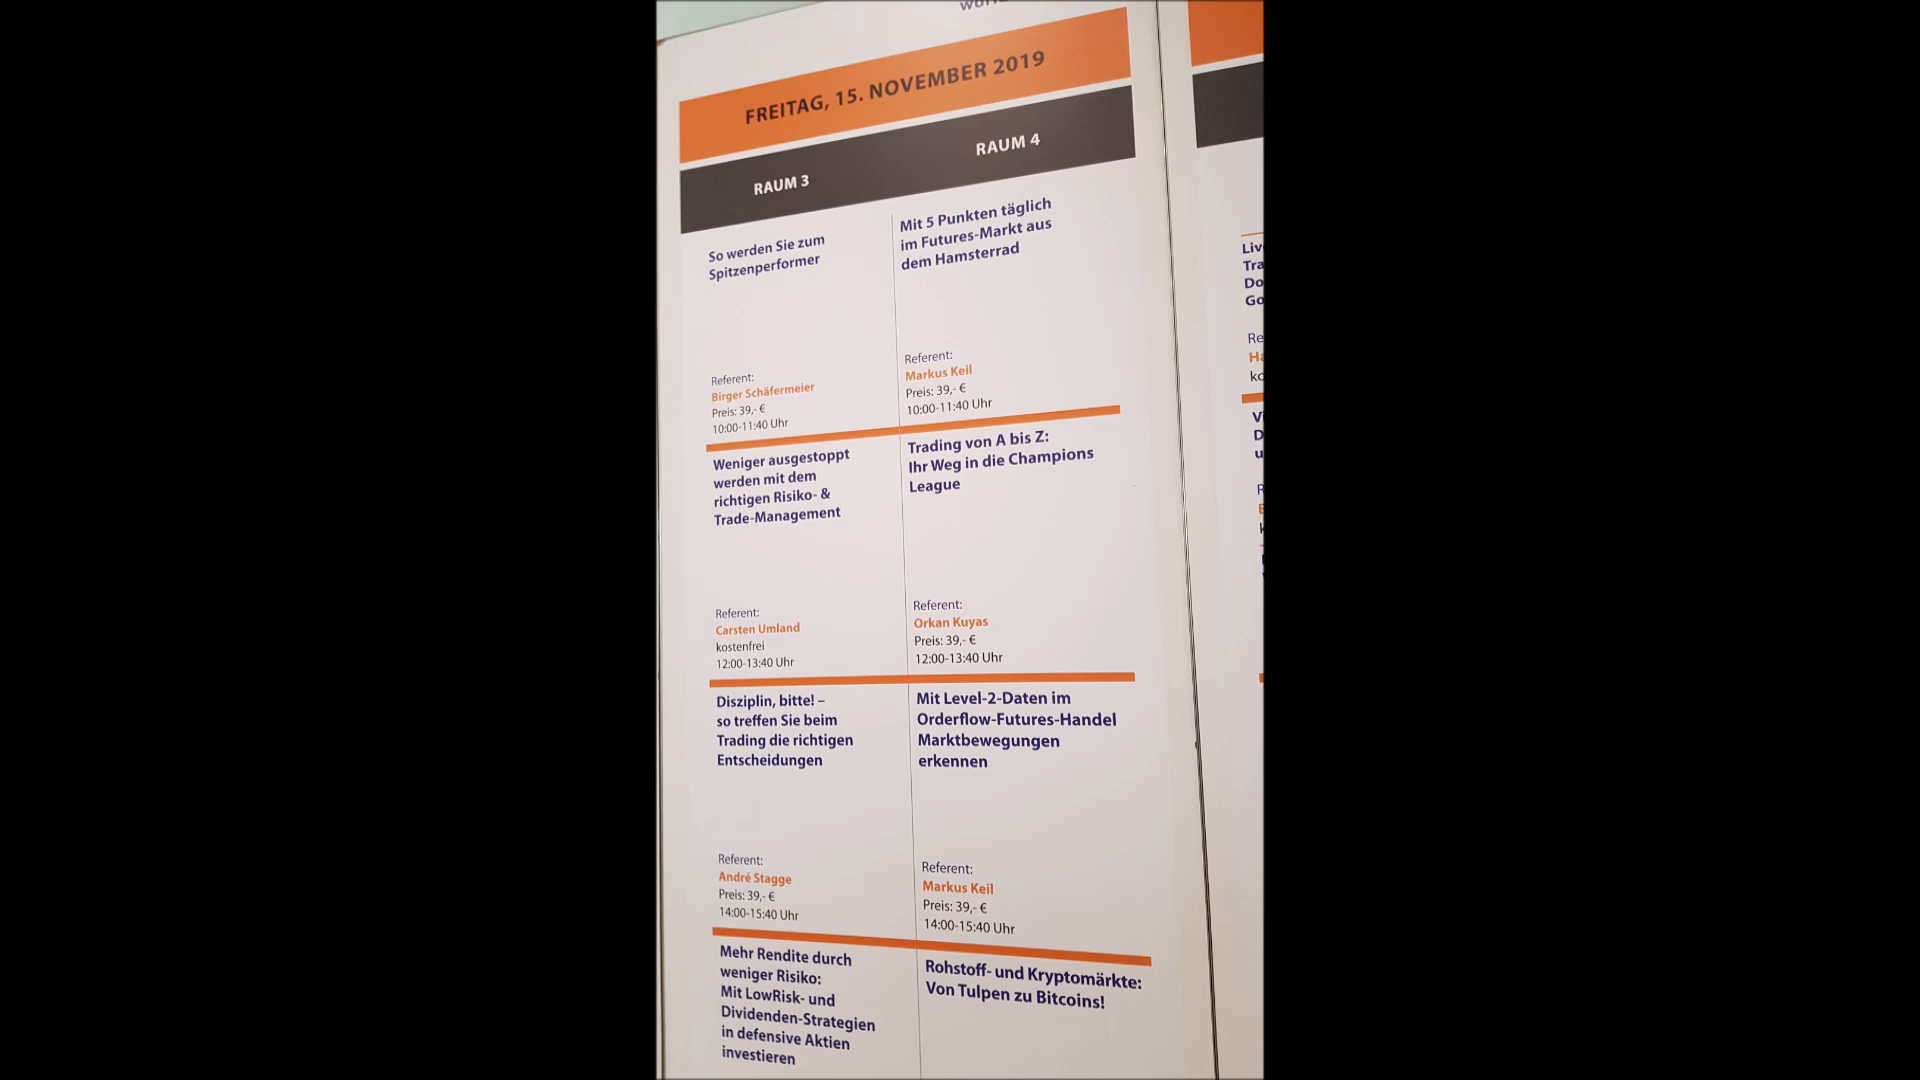 FREITAG, 15. NOVEMBER 2019
RAUM 3
RAUM 4
So werden Sie zum
Spitzenperformer
Referent:
Birger Schäfermeier
Preis: 39,- €
10:00-11:40 Uhr
Mit 5 Punkten täglich
im Futures-Markt aus
dem Hamsterrad
Referent:
Markus Keil
Preis: 39,- €
10:00-11:40 Uhr
Weniger ausgestoppt
werden mit dem
richtigen Risiko- &
Trade-Management
Referent:
Carsten Umland
kostenfrei
12:00-13:40 Uhr
Trading von A bis Z:
Ihr Weg in die Champions
League
Referent:
Orkan Kuyas
Preis: 39,- €
12:00-13:40 Uhr
Disziplin, bitte! –
so treffen Sie beim
Trading die richtigen
Entscheidungen
Referent:
André Stagge
Preis: 39,- €
14:00-15:40 Uhr
Mit Level-2-Daten im
Orderflow-Futures-Handel
Marktbewegungen
erkennen
Referent:
Markus Keil
Preis: 39,- €
14:00-15:40 Uhr
Mehr Rendite durch
weniger Risiko:
Mit LowRisk- und
Dividenden-Strategien
in defensive Aktien
investieren
Rohstoff- und Kryptomärkte:
Von Tulpen zu Bitcoins!